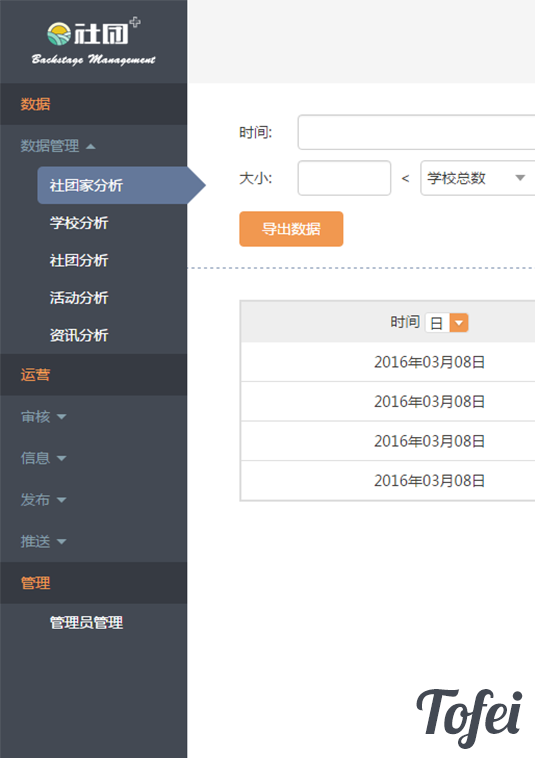 社团+
Backstage Management
数据
数据管理
社团家分析
学校分析
社团分析
活动分析
资讯分析
运营
审核
信息
发布
推送
管理
管理员管理
时间:
大小: < 学校总数
导出数据
时间 日
2016年03月08日
2016年03月08日
2016年03月08日
2016年03月08日
Tofei